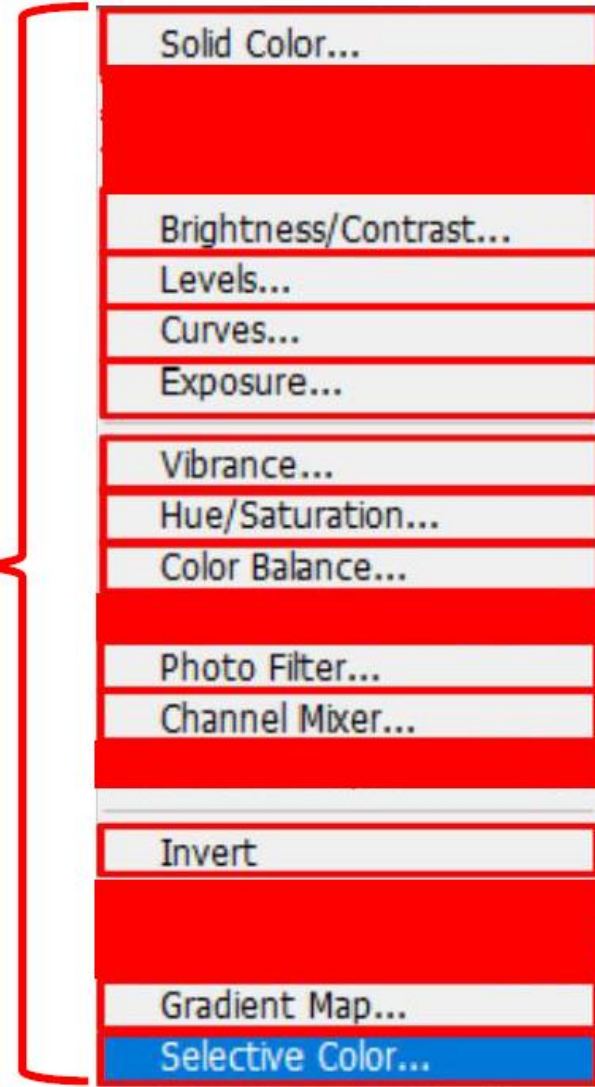 Solid Color...
Brightness/Contrast...
Levels...
Curves...
Exposure...
Vibrance...
Hue/Saturation...
Color Balance...
Photo Filter...
Channel Mixer...
Invert
Gradient Map...
Selective Color...